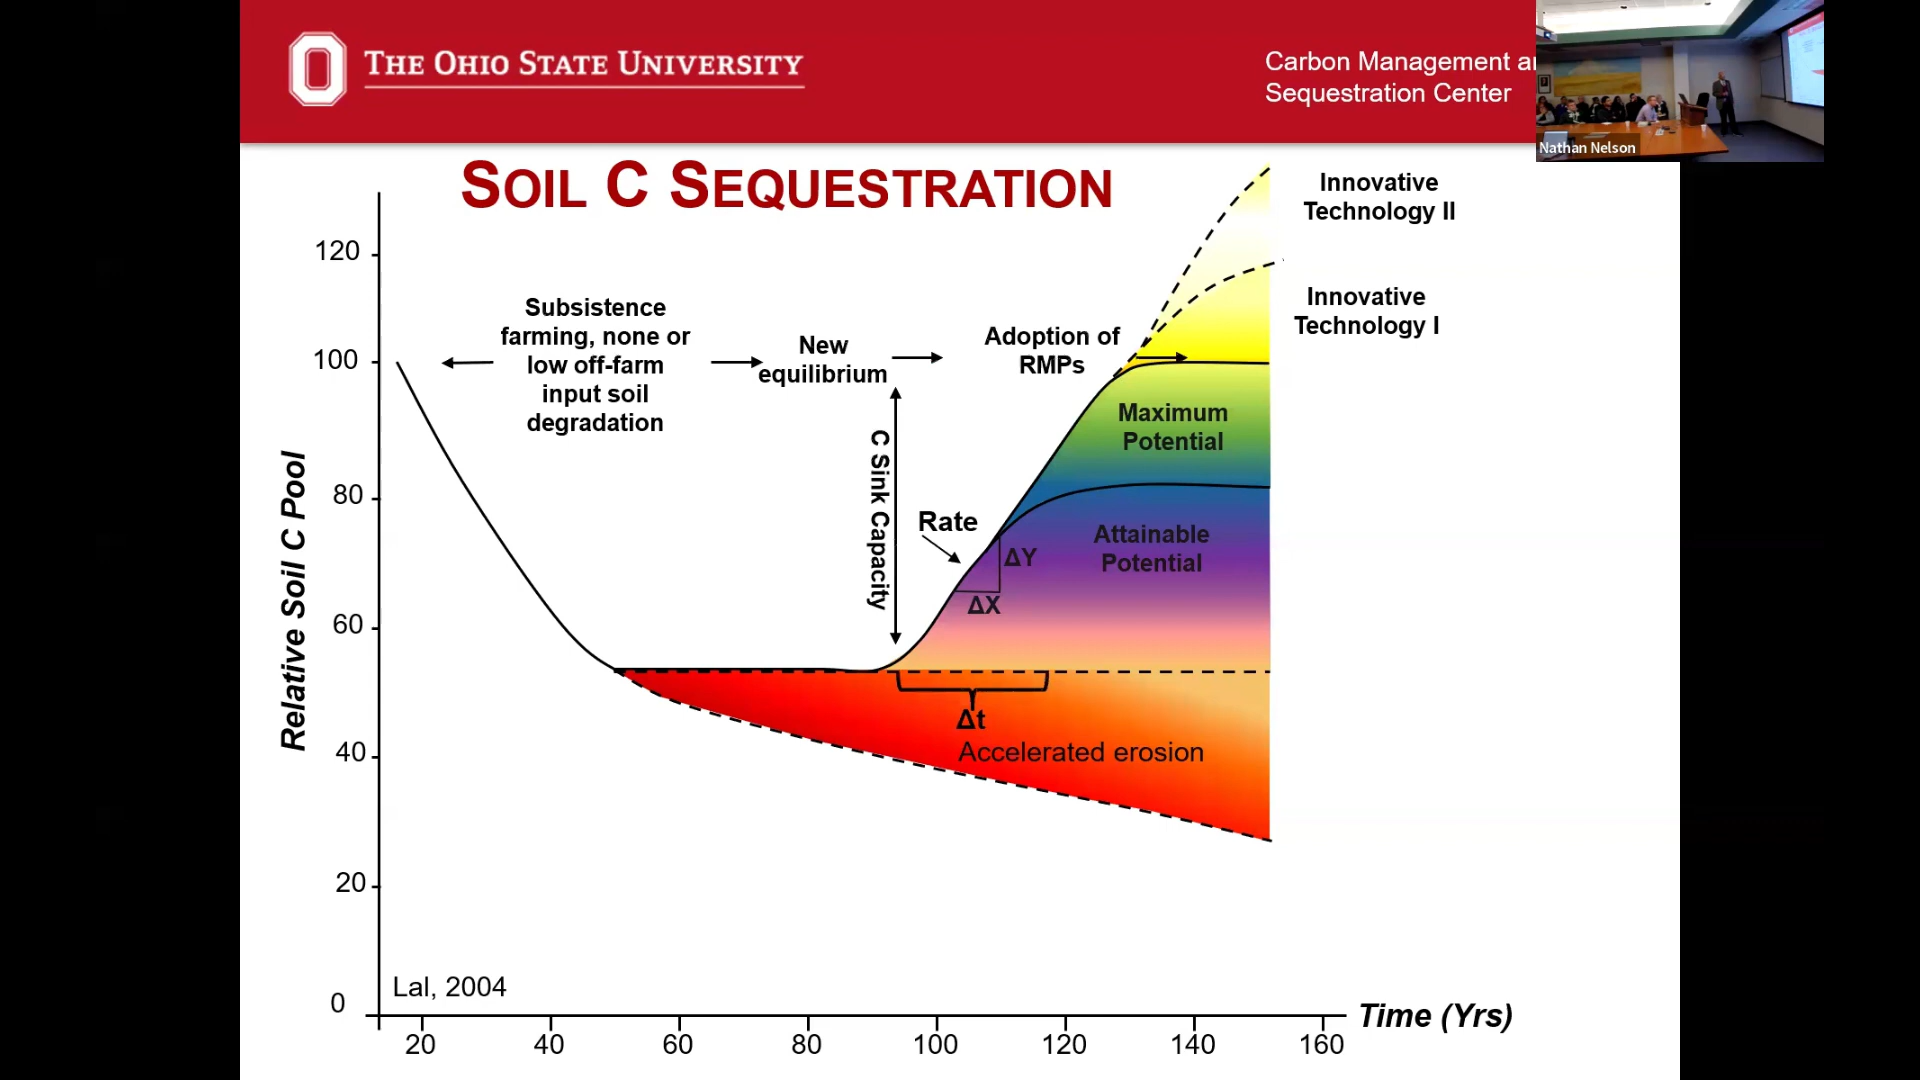 THE OHIO STATE UNIVERSITY
Carbon Management a
Sequestration Center
Nathan Nelson
SOIL C SEQUESTRATION
Innovative
Technology II
Innovative
Technology I
120
100
80
60
40
20
0
Relative Soil C Pool
Subsistence
farming, none or
low off-farm
input soil
degradation
New
equilibrium
Adoption of
RMPs
C Sink Capacity
Rate
ΔY
ΔX
Maximum
Potential
Attainable
Potential
Δt
Accelerated erosion
Lal, 2004
20 40 60 80 100 120 140 160
Time (Yrs)